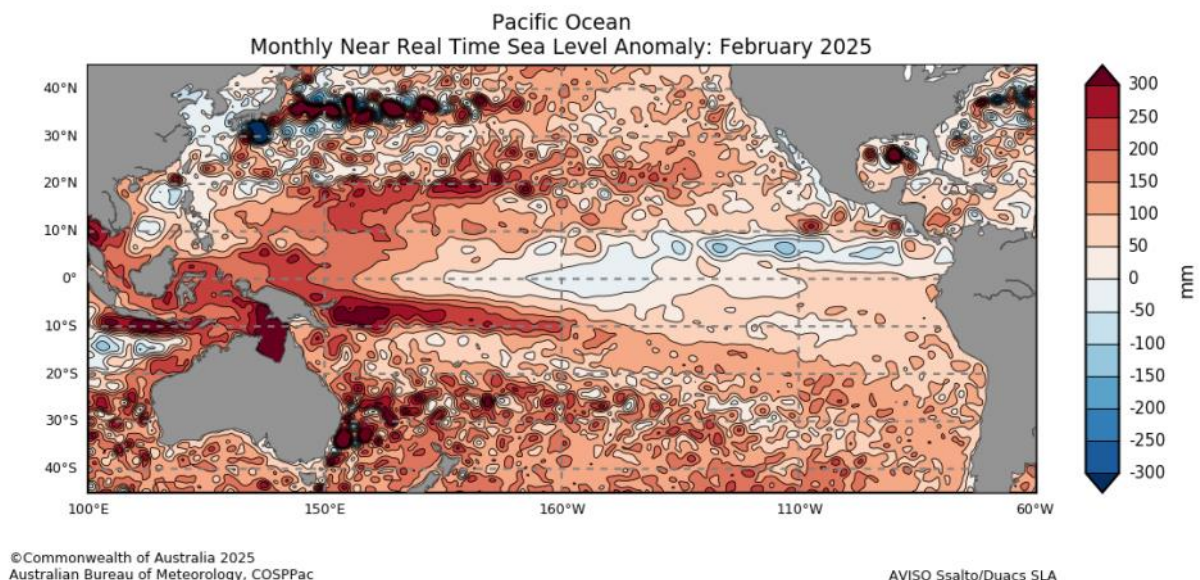 Pacific Ocean
Monthly Near Real Time Sea Level Anomaly: February 2025
40°N
30°N
20°N
10°N
0°
10°S
20°S
30°S
40°S
100°E 150°E 160°W 110°W 60°W
300
250
200
150
100
50
0
-50
-100
-150
-200
-250
-300
mm
©Commonwealth of Australia 2025
Australian Bureau of Meteorology, COSPPac AVISO Ssalto/Duacs SLA